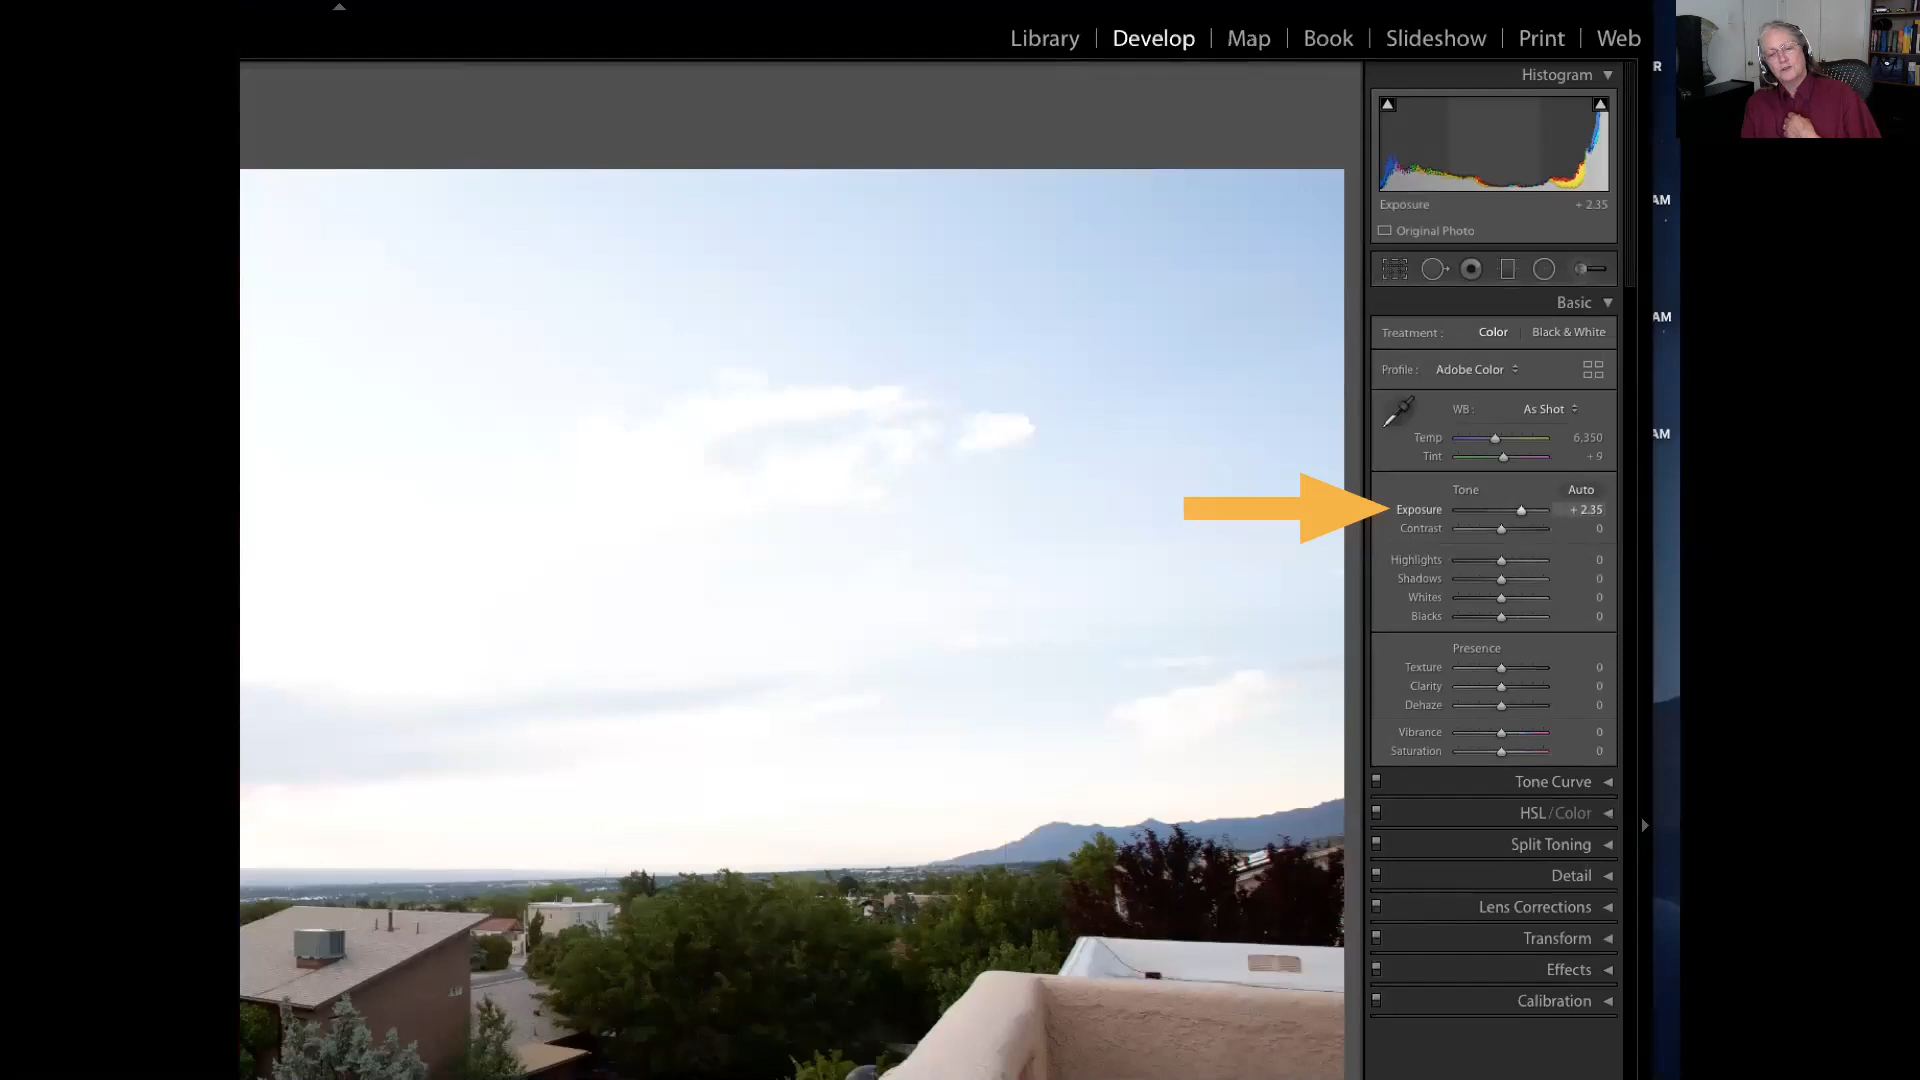 Library | Develop | Map | Book | Slideshow | Print | Web
Histogram
R
Exposure + 2.35
AM
Original Photo
Basic
AM
Treatment : Color Black & White
Profile : Adobe Color
WB : As Shot
AM
Temp 6,350
Tint + 9
Tone Auto
Exposure + 2.35
Contrast 0
Highlights 0
Shadows 0
Whites 0
Blacks 0
Presence
Texture 0
Clarity 0
Dehaze 0
Vibrance 0
Saturation 0
Tone Curve
HSL / Color
Split Toning
Detail
Lens Corrections
Transform
Effects
Calibration